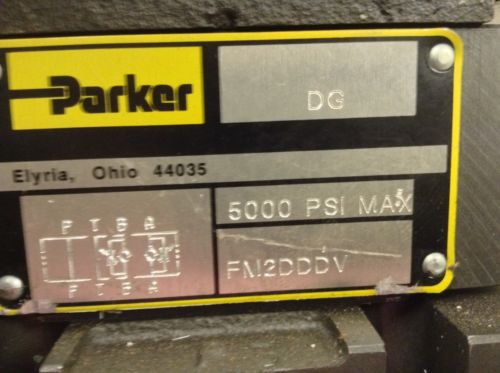 Parker
DG
Elyria, Ohio 44035
P T B A
5000 PSI MAX
P T B A
FM2DDDV